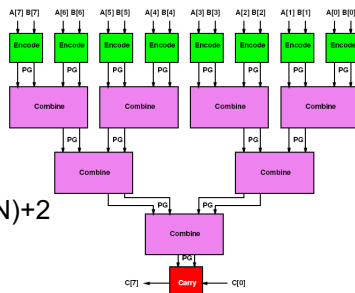 A[7] B[7] A[6] B[6] A[5] B[5] A[4] B[4] A[3] B[3] A[2] B[2] A[1] B[1] A[0] B[0]
Encode Encode Encode Encode Encode Encode Encode Encode
PG PG PG PG PG PG PG PG
Combine Combine Combine Combine
PG PG PG PG
Combine Combine
PG PG
N)+2
Combine
PG
C[7] Carry C[0]